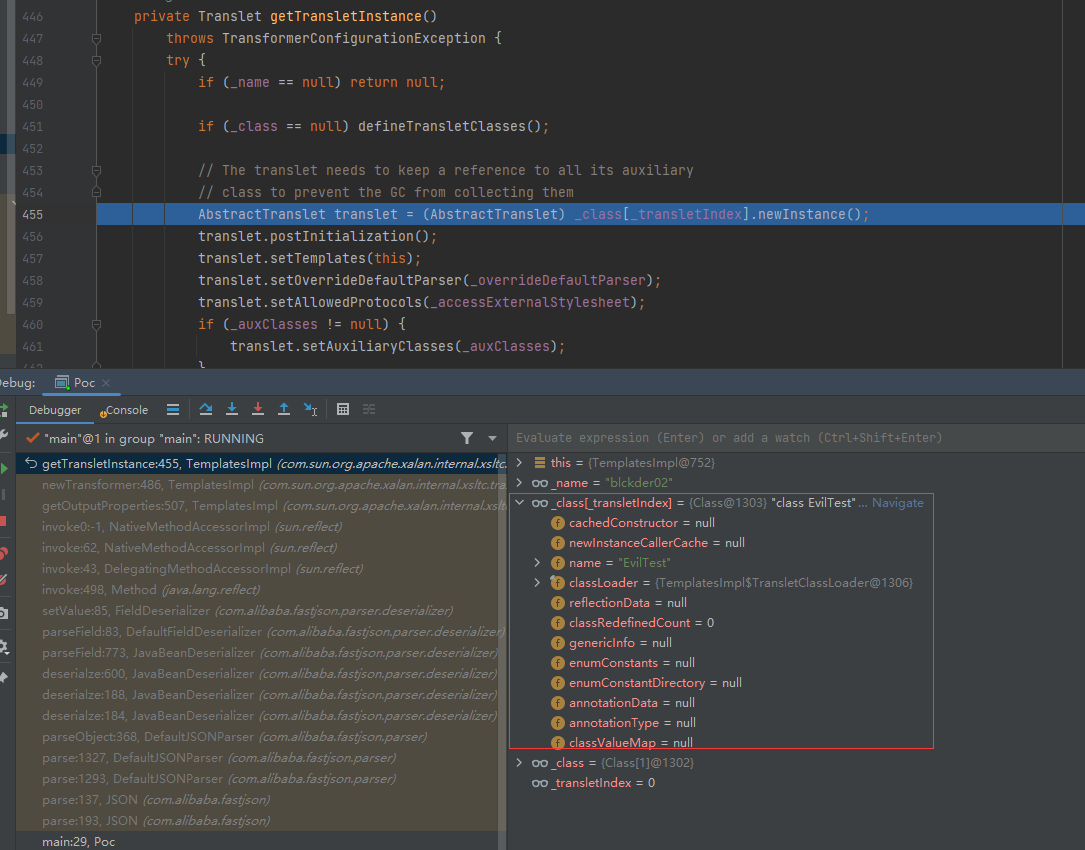 446 private Translet getTransletInstance()
447 throws TransformerConfigurationException {
448 try {
449 if (_name == null) return null;
450
451 if (_class == null) defineTransletClasses();
452
453 // The translet needs to keep a reference to all its auxiliary
454 // class to prevent the GC from collecting them
455 AbstractTranslet translet = (AbstractTranslet) _class[_transletIndex].newInstance();
456 translet.postInitialization();
457 translet.setTemplates(this);
458 translet.setOverrideDefaultParser(_overrideDefaultParser);
459 translet.setAllowedProtocols(_accessExternalStylesheet);
460 if (_auxClasses != null) {
461 translet.setAuxiliaryClasses(_auxClasses);
462 }
ebug: Poc
Debugger Console
"main"@1 in group "main": RUNNING
getTransletInstance:455, TemplatesImpl (com.sun.org.apache.xalan.internal.xsltc.
newTransformer:486, TemplatesImpl (com.sun.org.apache.xalan.internal.xsltc.tra
getOutputProperties:507, TemplatesImpl (com.sun.org.apache.xalan.internal.xslt
invoke0:-1, NativeMethodAccessorImpl (sun.reflect)
invoke:62, NativeMethodAccessorImpl (sun.reflect)
invoke:43, DelegatingMethodAccessorImpl (sun.reflect)
invoke:498, Method (java.lang.reflect)
setValue:85, FieldDeserializer (com.alibaba.fastjson.parser.deserializer)
parseField:83, DefaultFieldDeserializer (com.alibaba.fastjson.parser.deserializer)
parseField:773, JavaBeanDeserializer (com.alibaba.fastjson.parser.deserializer)
deserialze:600, JavaBeanDeserializer (com.alibaba.fastjson.parser.deserializer)
deserialze:188, JavaBeanDeserializer (com.alibaba.fastjson.parser.deserializer)
deserialze:184, JavaBeanDeserializer (com.alibaba.fastjson.parser.deserializer)
parseObject:368, DefaultJSONParser (com.alibaba.fastjson.parser)
parse:1327, DefaultJSONParser (com.alibaba.fastjson.parser)
parse:1293, DefaultJSONParser (com.alibaba.fastjson.parser)
parse:137, JSON (com.alibaba.fastjson)
parse:193, JSON (com.alibaba.fastjson)
main:29, Poc
Evaluate expression (Enter) or add a watch (Ctrl+Shift+Enter)
this = {TemplatesImpl@752}
_name = "blckder02"
_class[_transletIndex] = {Class@1303} "class EvilTest"... Navigate
cachedConstructor = null
newInstanceCallerCache = null
name = "EvilTest"
classLoader = {TemplatesImpl$TransletClassLoader@1306}
reflectionData = null
classRedefinedCount = 0
genericInfo = null
enumConstants = null
enumConstantDirectory = null
annotationData = null
annotationType = null
classValueMap = null
_class = {Class[1]@1302}
_transletIndex = 0